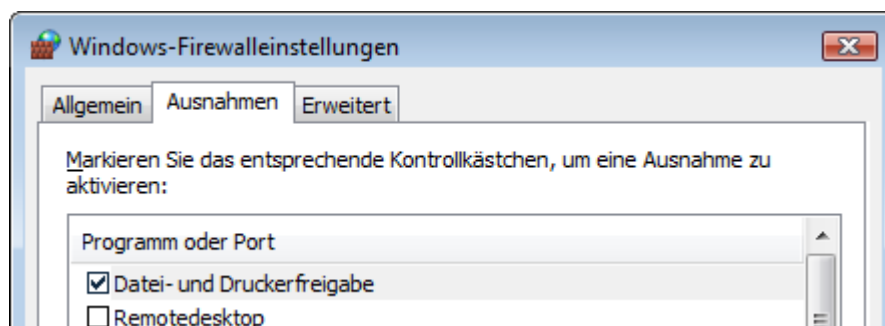 Windows-Firewalleinstellungen
Allgemein Ausnahmen Erweitert
Markieren Sie das entsprechende Kontrollkästchen, um eine Ausnahme zu
aktivieren:
Programm oder Port
Datei- und Druckerfreigabe
Remotedesktop